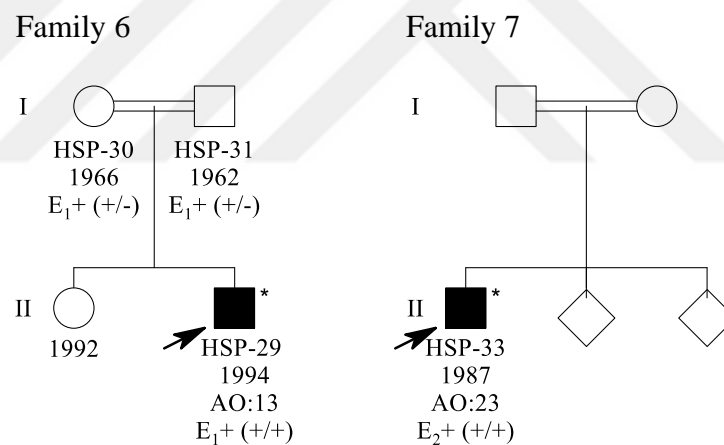 Family 6
I
HSP-30
1966
E₁+ (+/-)
HSP-31
1962
E₁+ (+/-)
II
1992
*
HSP-29
1994
AO:13
E₁+ (+/+)
Family 7
I
II
*
HSP-33
1987
AO:23
E₂+ (+/+)